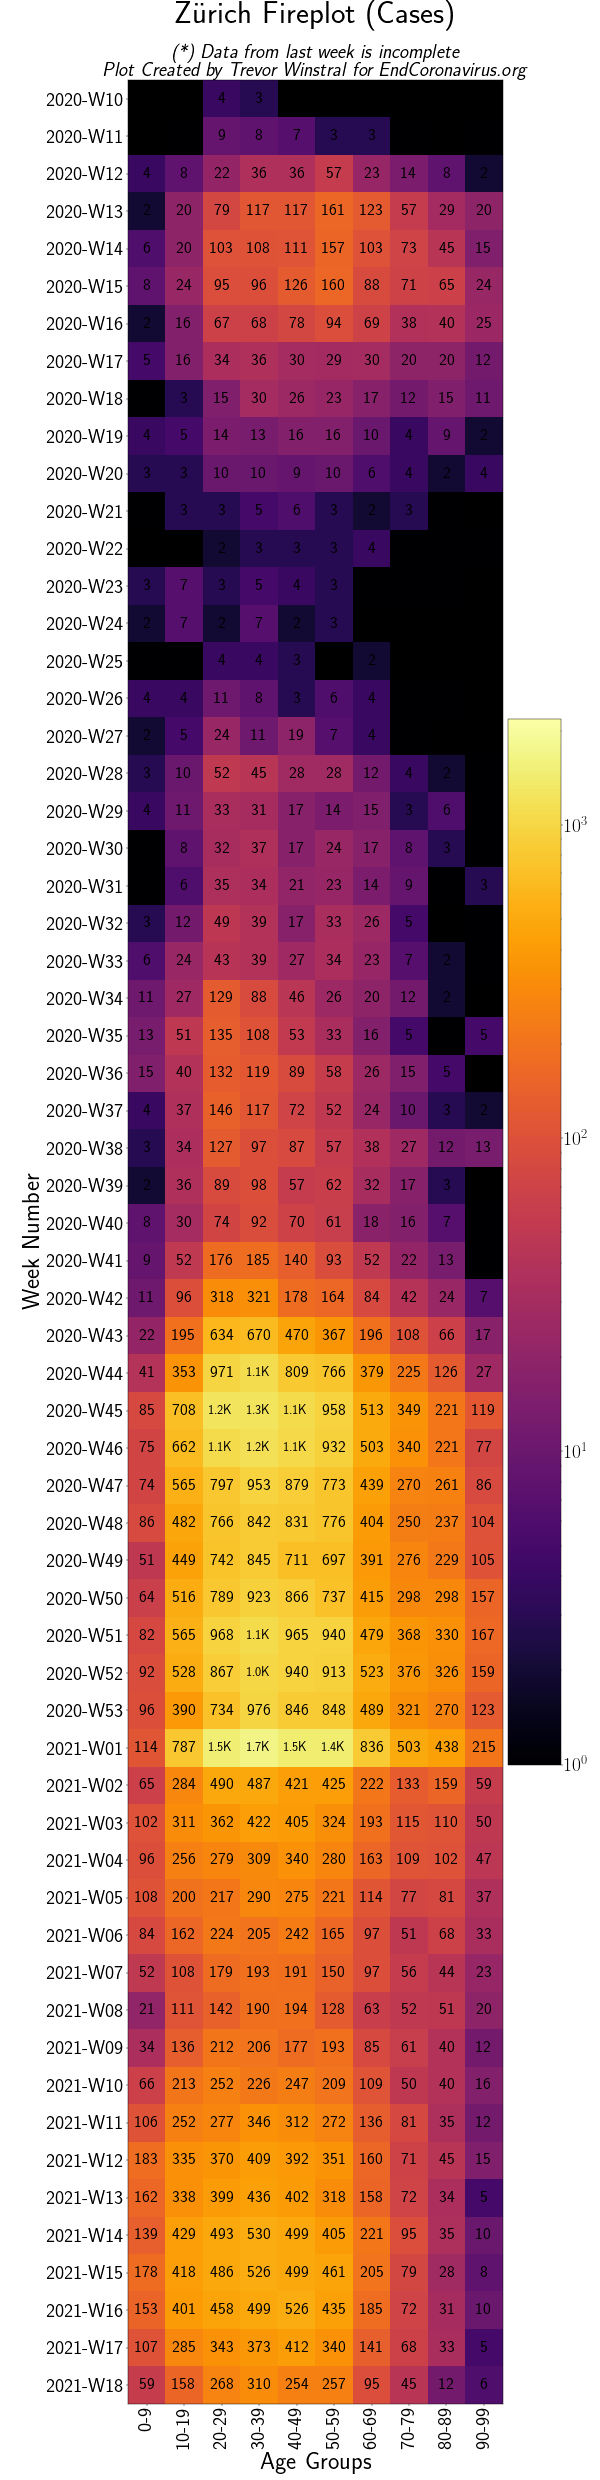 Zürich Fireplot (Cases)
(*) Data from last week is incomplete
Plot Created by Trevor Winstral for EndCoronavirus.org
2020-W10 4 3
2020-W11 9 8 7 3 3
2020-W12 4 8 22 36 36 57 23 14 8 2
2020-W13 2 20 79 117 117 161 123 57 29 20
2020-W14 6 20 103 108 111 157 103 73 45 15
2020-W15 8 24 95 96 126 160 88 71 65 24
2020-W16 2 16 67 68 78 94 69 38 40 25
2020-W17 5 16 34 36 30 29 30 20 20 12
2020-W18 3 15 30 26 23 17 12 15 11
2020-W19 4 5 14 13 16 16 10 4 9 2
2020-W20 3 3 10 10 9 10 6 4 2 4
2020-W21 3 3 5 6 3 2 3
2020-W22 2 3 3 3 4
2020-W23 3 7 3 5 4 3
2020-W24 2 7 2 7 2 3
2020-W25 4 4 3 2
2020-W26 4 4 11 8 3 6 4
2020-W27 2 5 24 11 19 7 4
2020-W28 3 10 52 45 28 28 12 4 2
2020-W29 4 11 33 31 17 14 15 3 6
2020-W30 8 32 37 17 24 17 8 3
2020-W31 6 35 34 21 23 14 9 3
2020-W32 3 12 49 39 17 33 26 5
2020-W33 6 24 43 39 27 34 23 7 2
2020-W34 11 27 129 88 46 26 20 12 2
2020-W35 13 51 135 108 53 33 16 5 5
2020-W36 15 40 132 119 89 58 26 15 5
2020-W37 4 37 146 117 72 52 24 10 3 2
2020-W38 3 34 127 97 87 57 38 27 12 13
2020-W39 2 36 89 98 57 62 32 17 3
2020-W40 8 30 74 92 70 61 18 16 7
2020-W41 9 52 176 185 140 93 52 22 13
2020-W42 11 96 318 321 178 164 84 42 24 7
2020-W43 22 195 634 670 470 367 196 108 66 17
2020-W44 41 353 971 1.1K 809 766 379 225 126 27
2020-W45 85 708 1.2K 1.3K 1.1K 958 513 349 221 119
2020-W46 75 662 1.1K 1.2K 1.1K 932 503 340 221 77
2020-W47 74 565 797 953 879 773 439 270 261 86
2020-W48 86 482 766 842 831 776 404 250 237 104
2020-W49 51 449 742 845 711 697 391 276 229 105
2020-W50 64 516 789 923 866 737 415 298 298 157
2020-W51 82 565 968 1.1K 965 940 479 368 330 167
2020-W52 92 528 867 1.0K 940 913 523 376 326 159
2020-W53 96 390 734 976 846 848 489 321 270 123
2021-W01 114 787 1.5K 1.7K 1.5K 1.4K 836 503 438 215
2021-W02 65 284 490 487 421 425 222 133 159 59
2021-W03 102 311 362 422 405 324 193 115 110 50
2021-W04 96 256 279 309 340 280 163 109 102 47
2021-W05 108 200 217 290 275 221 114 77 81 37
2021-W06 84 162 224 205 242 165 97 51 68 33
2021-W07 52 108 179 193 191 150 97 56 44 23
2021-W08 21 111 142 190 194 128 63 52 51 20
2021-W09 34 136 212 206 177 193 85 61 40 12
2021-W10 66 213 252 226 247 209 109 50 40 16
2021-W11 106 252 277 346 312 272 136 81 35 12
2021-W12 183 335 370 409 392 351 160 71 45 15
2021-W13 162 338 399 436 402 318 158 72 34 5
2021-W14 139 429 493 530 499 405 221 95 35 10
2021-W15 178 418 486 526 499 461 205 79 28 8
2021-W16 153 401 458 499 526 435 185 72 31 10
2021-W17 107 285 343 373 412 340 141 68 33 5
2021-W18 59 158 268 310 254 257 95 45 12 6
0-9 10-19 20-29 30-39 40-49 50-59 60-69 70-79 80-89 90-99
Age Groups
Week Number
10³
10²
10¹
10⁰